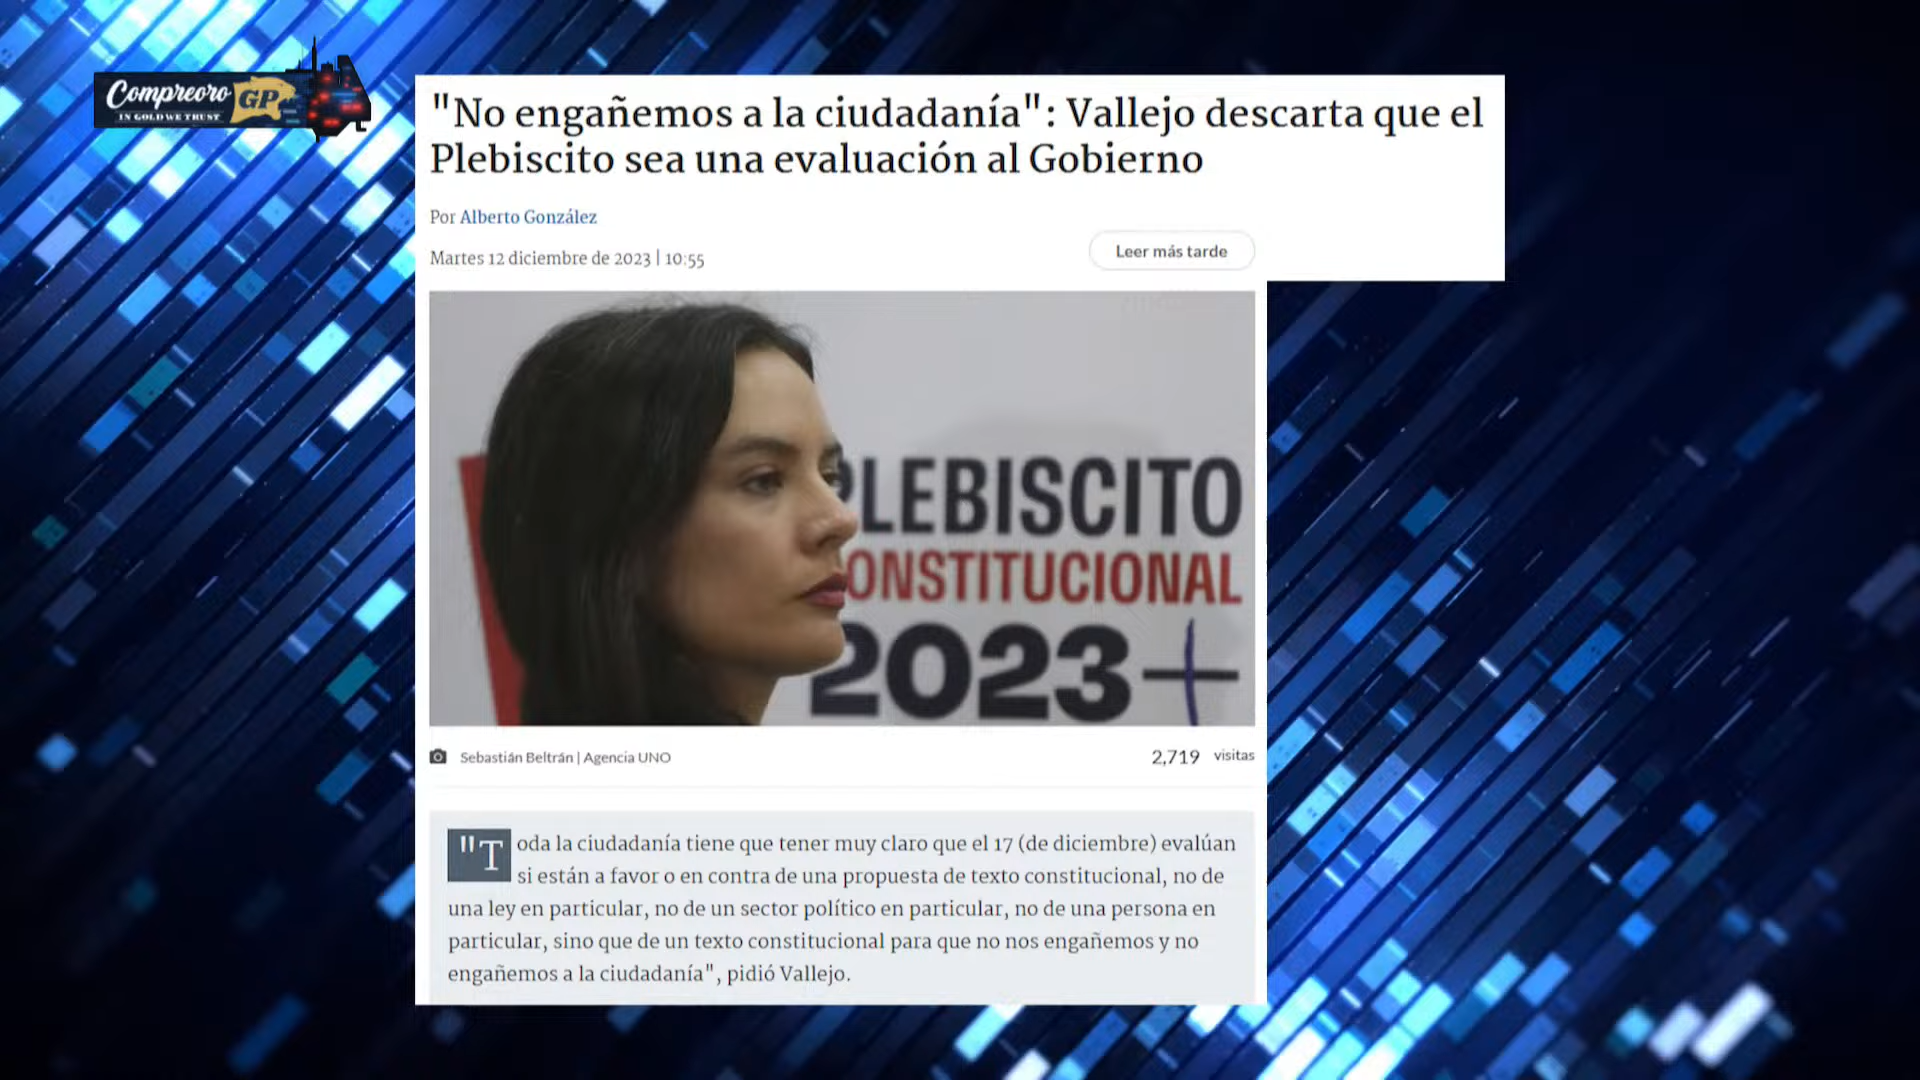 Compreoro GP
IN GOLD WE TRUST
"No engañemos a la ciudadanía": Vallejo descarta que el
Plebiscito sea una evaluación al Gobierno
Por Alberto González
Martes 12 diciembre de 2023 | 10:55
Leer más tarde
PLEBISCITO
ONSTITUCIONAL
2023
Sebastián Beltrán | Agencia UNO
2,719 visitas
"Toda la ciudadanía tiene que tener muy claro que el 17 (de diciembre) evalúan
si están a favor o en contra de una propuesta de texto constitucional, no de
una ley en particular, no de un sector político en particular, no de una persona en
particular, sino que de un texto constitucional para que no nos engañemos y no
engañemos a la ciudadanía", pidió Vallejo.